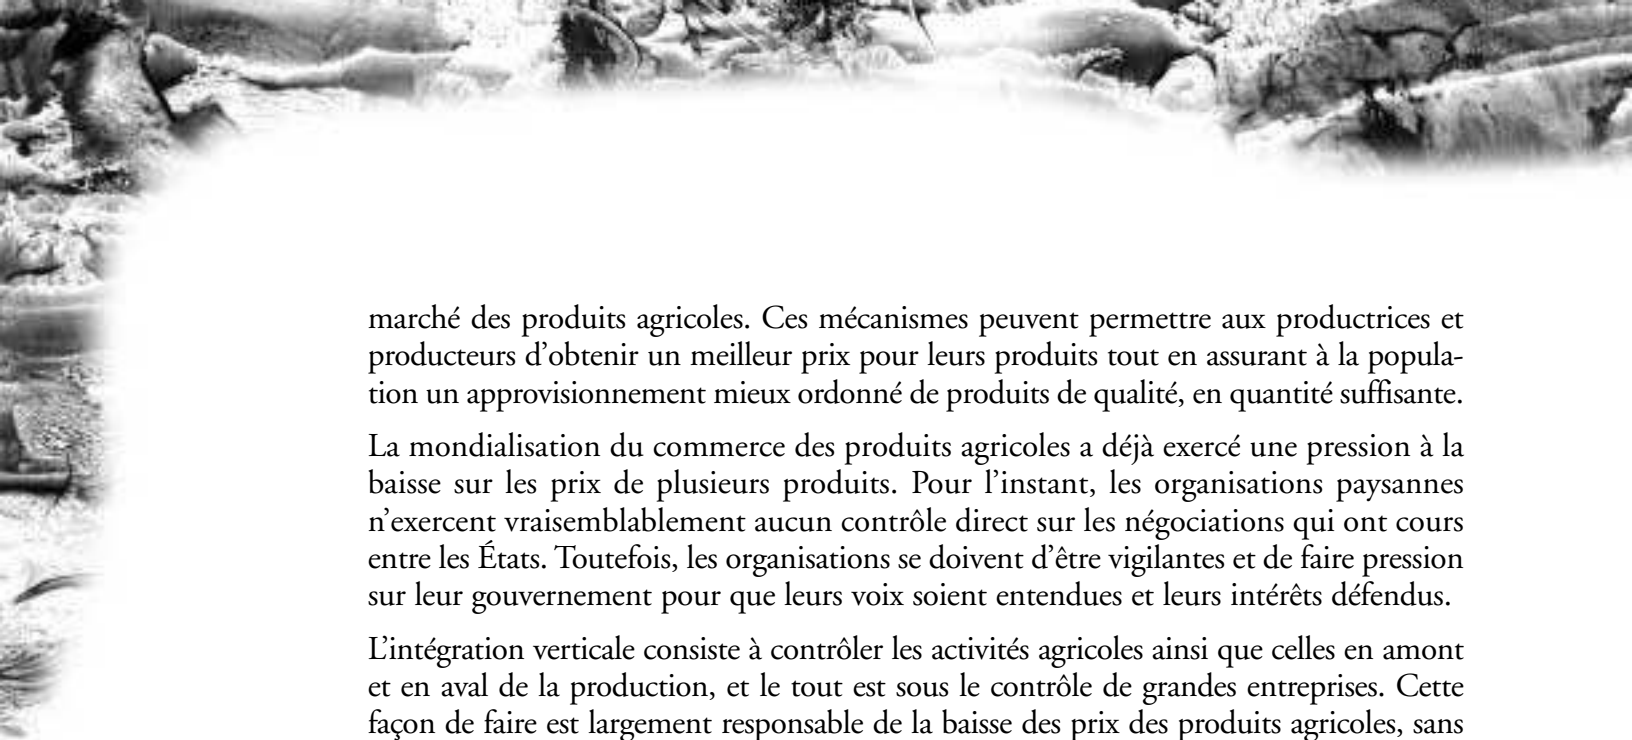 marché des produits agricoles. Ces mécanismes peuvent permettre aux productrices et
producteurs d’obtenir un meilleur prix pour leurs produits tout en assurant à la popula-
tion un approvisionnement mieux ordonné de produits de qualité, en quantité suffisante.
La mondialisation du commerce des produits agricoles a déjà exercé une pression à la
baisse sur les prix de plusieurs produits. Pour l’instant, les organisations paysannes
n’exercent vraisemblablement aucun contrôle direct sur les négociations qui ont cours
entre les États. Toutefois, les organisations se doivent d’être vigilantes et de faire pression
sur leur gouvernement pour que leurs voix soient entendues et leurs intérêts défendus.
L’intégration verticale consiste à contrôler les activités agricoles ainsi que celles en amont
et en aval de la production, et le tout est sous le contrôle de grandes entreprises. Cette
façon de faire est largement responsable de la baisse des prix des produits agricoles, sans